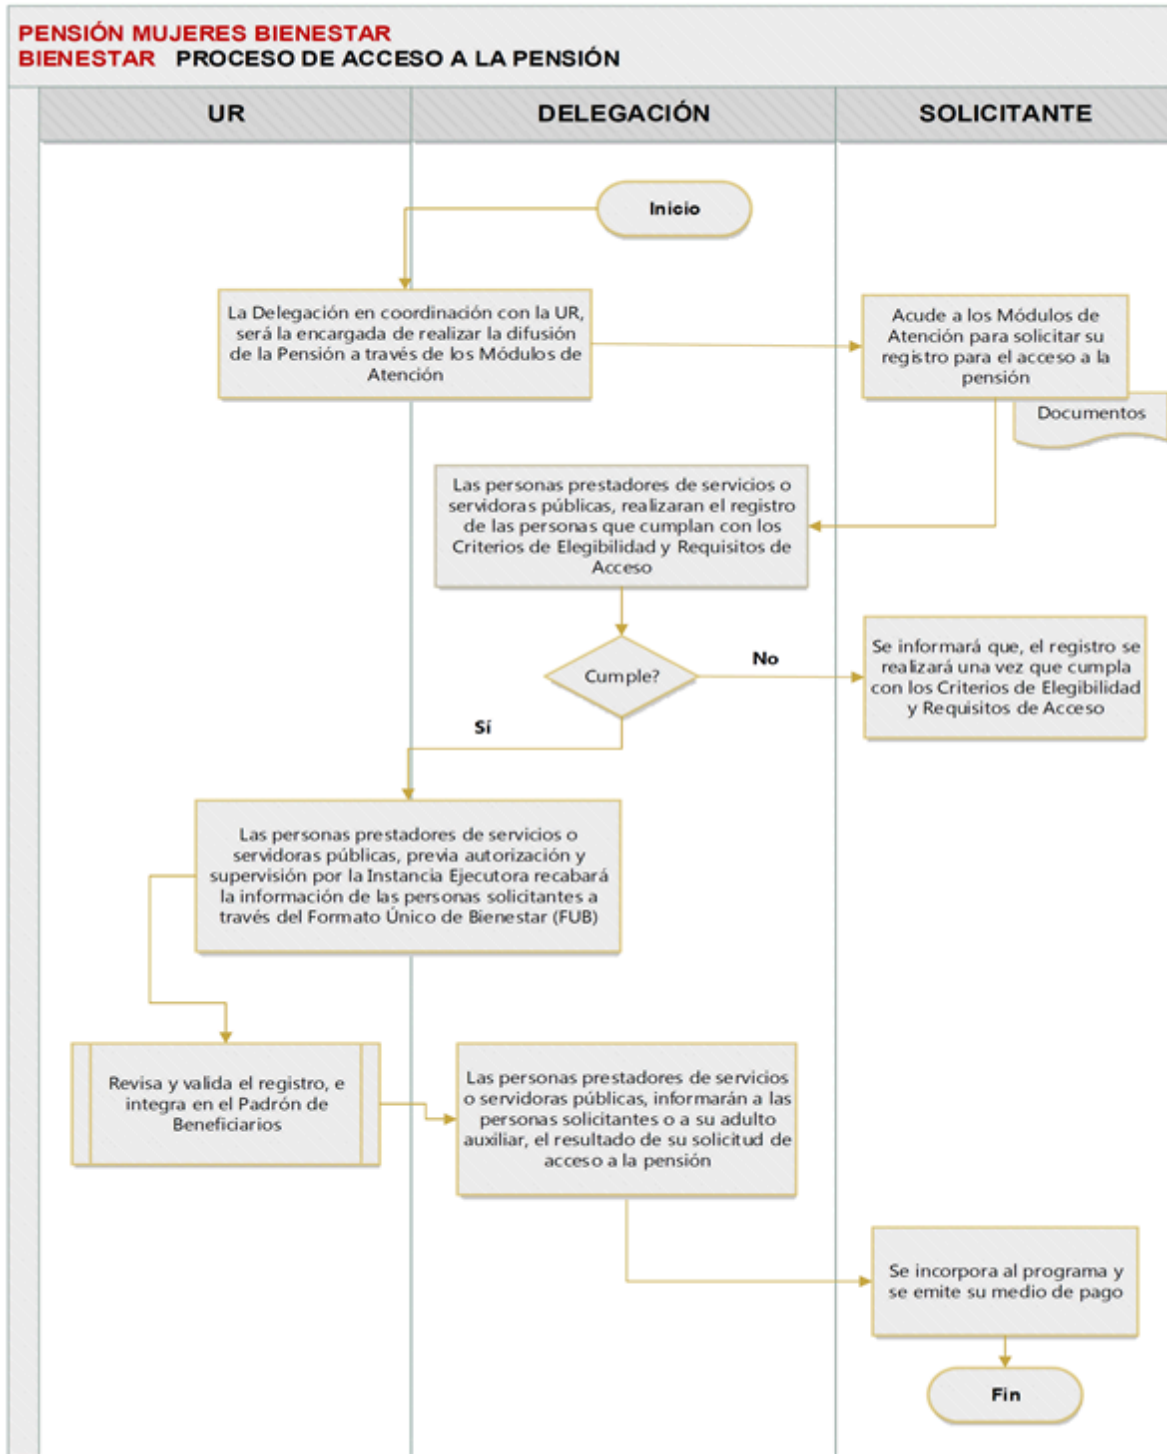 PENSIÓN MUJERES BIENESTAR
BIENESTAR PROCESO DE ACCESO A LA PENSIÓN
UR
DELEGACIÓN
SOLICITANTE
Inicio
La Delegación en coordinación con la UR,
será la encargada de realizar la difusión
de la Pensión a través de los Módulos de
Atención
Acude a los Módulos de
Atención para solicitar su
registro para el acceso a la
pensión
Documentos
Las personas prestadores de servicios o
servidoras públicas, realizaran el registro
de las personas que cumplan con los
Criterios de Elegibilidad y Requisitos de
Acceso
Cumple?
No
Se informará que, el registro se
realizará una vez que cumpla
con los Criterios de Elegibilidad
y Requisitos de Acceso
Sí
Las personas prestadores de servicios o
servidoras públicas, previa autorización y
supervisión por la Instancia Ejecutora recabará
la información de las personas solicitantes a
través del Formato Único de Bienestar (FUB)
Revisa y valida el registro, e
integra en el Padrón de
Beneficiarios
Las personas prestadores de servicios
o servidoras públicas, informarán a las
personas solicitantes o a su adulto
auxiliar, el resultado de su solicitud de
acceso a la pensión
Se incorpora al programa y
se emite su medio de pago
Fin